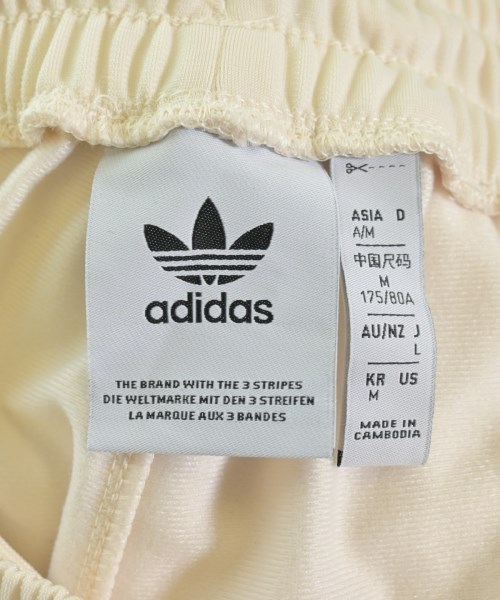 adidas
THE BRAND WITH THE 3 STRIPES
DIE WELTMARKE MIT DEN 3 STREIFEN
LA MARQUE AUX 3 BANDES
ASIA D
A/M
中国尺码
M
175/80A
AU/NZ J
L
KR US
M
MADE IN
CAMBODIA